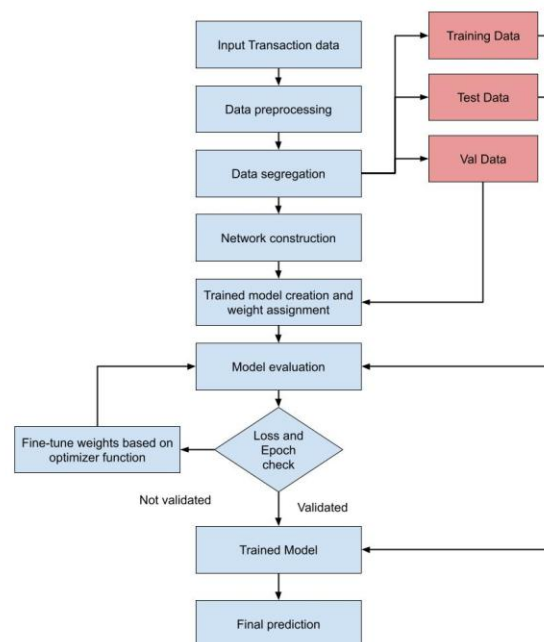 Input Transaction data
Training Data
Data preprocessing
Test Data
Data segregation
Val Data
Network construction
Trained model creation and
weight assignment
Model evaluation
Fine-tune weights based on
optimizer function
Loss and
Epoch
check
Not validated
Validated
Trained Model
Final prediction